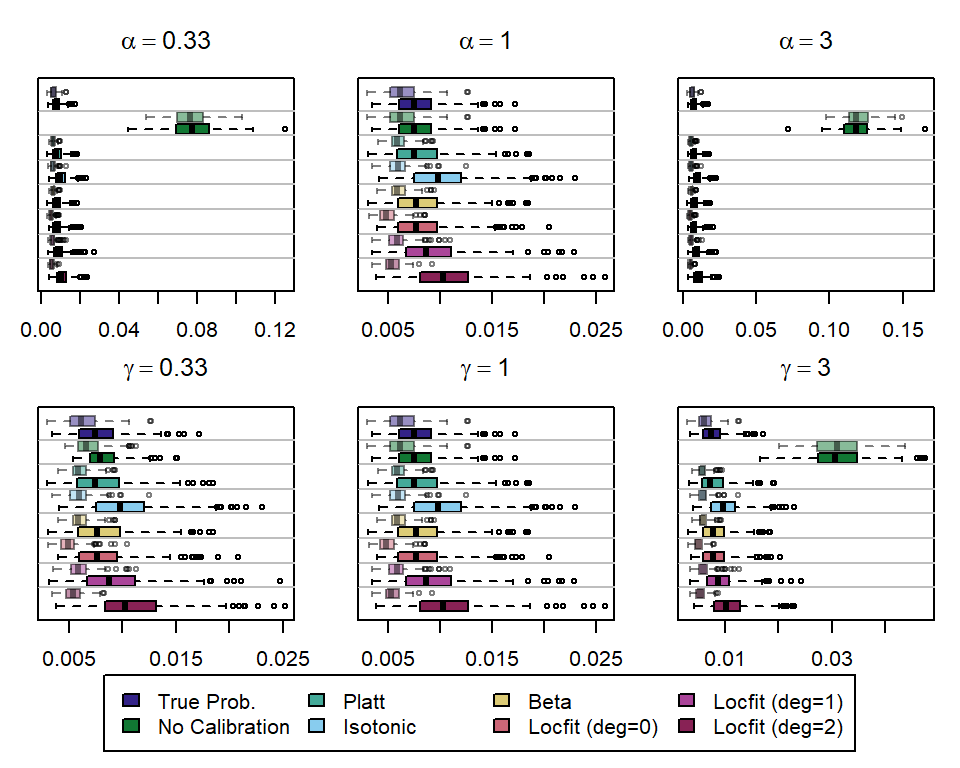 α = 0.33 α = 1 α = 3
0.00 0.04 0.08 0.12 0.005 0.015 0.025 0.00 0.05 0.10 0.15
γ = 0.33 γ = 1 γ = 3
0.005 0.015 0.025 0.005 0.015 0.025 0.01 0.03
True Prob. Platt Beta Locfit (deg=1)
No Calibration Isotonic Locfit (deg=0) Locfit (deg=2)